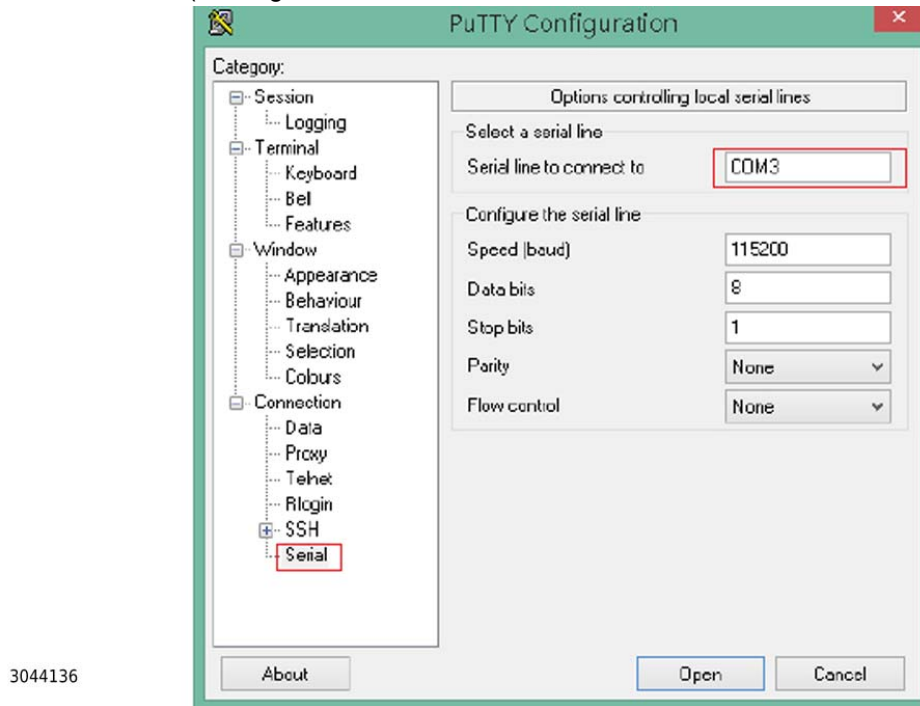 PuTTY Configuration
Category:
Session
Logging
Terminal
Keyboard
Bell
Features
Window
Appearance
Behaviour
Translation
Selection
Colours
Connection
Data
Proxy
Telnet
Rlogin
SSH
Serial
Options controlling local serial lines
Select a serial line
Serial line to connect to COM3
Configure the serial line
Speed (baud) 115200
Data bits 8
Stop bits 1
Parity None
Flow control None
3044136
About Open Cancel